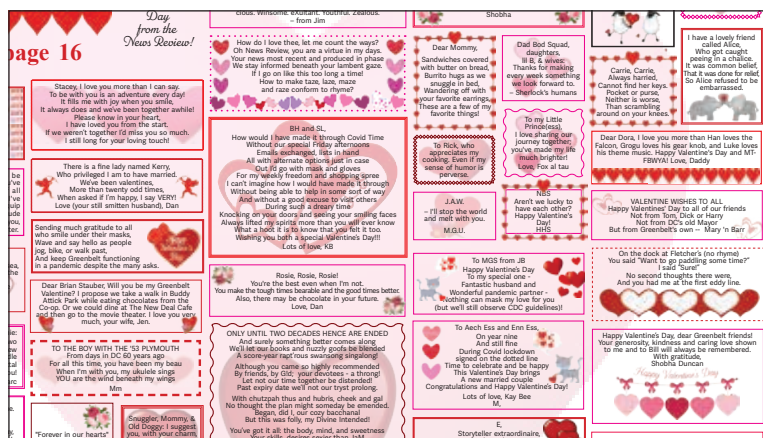 Day
from the
News Review!
page 16
Stacey, I love you more than I can say.
To be with you is an adventure every day!
It fills me with joy when you smile,
It always does and we've been together awhile!
Please know in your heart,
I have loved you from the start,
If we weren't together I'd miss you so much.
I still long for your loving touch!
There is a fine lady named Kerry,
Who privileged I am to have married.
We've been valentines,
More than twenty odd times,
When asked if I'm happy, I say VERY!
Love (your still smitten husband), Dan
Sending much gratitude to all
who smile under their masks,
Wave and say hello as people
jog, bike or walk past,
And keep Greenbelt functioning
in a pandemic despite the many asks.
Dear Brian Stauber, Will you be my Greenbelt
Valentine? I propose we take a walk in Buddy
Attick Park while eating chocolates from the
Co-op. Or we could dine at The New Deal Cafe
and then go to the movie theater. I love you very
much, your wife, Jen.
TO THE BOY WITH THE '53 PLYMOUTH
From days in DC 60 years ago
For all this time, you have been my beau
When I'm with you, my ukulele sings
YOU are the wind beneath my wings
Mm
"Forever in our hearts"
Snuggler, Mommy, &
Old Doggy: I suggest
you, with your charm,
cious. Winsome. eXultant. Youthful. Zealous.
– from Jim
How do I love thee, let me count the ways?
Oh News Review, you are a virtue in my days.
Your news most recent and produced in phase
We stay informed beneath your lambent gaze.
If I go on like this too long a time!
How to make taze, laze, maze
and raze conform to rhyme?
BH and SL,
How would I have made it through Covid Time
Without our special Friday afternoons
Emails exchanged, lists in hand
All with alternate options just in case
Out I'd go with mask and gloves
For my weekly freedom and shopping spree
I can't imagine how I would have made it through
Without being able to help in some sort of way
And without a good excuse to visit others
During such a dreary time
Knocking on your doors and seeing your smiling faces
Always lifted my spirits more than you will ever know
What a hoot it is to know that you felt it too.
Wishing you both a special Valentine's Day!!!
Lots of love, KB
Rosie, Rosie, Rosie!
You're the best even when I'm not.
You make the tough times bearable and the good times better.
Also, there may be chocolate in your future.
Love, Dan
ONLY UNTIL TWO DECADES HENCE ARE ENDED
And surely something better comes along
We'll let our books and nuzzly goofs be blended
A score-year rapt'rous swansong singalong!
Although you came so highly recommended
By friends, by Gld; your devotees - a throng!
Let not our time together be distended!
Past expiry date we'll not our tryst prolong.
With chutzpah thus and hubris, cheek and gal
No thought the plan might someday be emended.
Began, did I, our cozy bacchanal
But this was folly, my Divine Intended!
You've got it all: the body, mind, and sweetness
Shobha
Dear Mommy,
Sandwiches covered
with butter on bread,
Burrito hugs as we
snuggle in bed,
Wandering off with
your favorite earrings,
These are a few of my
favorite things!
Dad Bod Squad,
daughters,
lil B, & wives:
Thanks for making
every week something
we look forward to.
– Sherlock's humans
To Rick, who
appreciates my
cooking. Even if my
sense of humor is
perverse.
To my Little
Prince(ess),
I love sharing our
journey together;
you've made my life
much brighter!
Love, Fox al tau
J.A.W.
– I'll stop the world
and melt with you.
M.G.U.
NBS
Aren't we lucky to
have each other?
Happy Valentine's
Day!
HHS
To MGS from JB
Happy Valentine's Day
To my special one -
Fantastic husband and
Wonderful pandemic partner -
Nothing can mask my love for you
(but we'll still observe CDC guidelines)!
To Aech Ess and Enn Ess,
On year nine
And still fine
During Covid lockdown
signed on the dotted line
Time to celebrate and be happy
This Valentine's Day brings
A new married couple
Congratulations and Happy Valentine's Day!
Lots of love, Kay Bee
M,
E,
Storyteller extraordinaire,
Carrie, Carrie,
Always harried,
Cannot find her keys.
Pocket or purse,
Neither is worse,
Than scrambling
around on your knees.
I have a lovely friend
called Alice,
Who got caught
peeing in a chalice.
It was common belief,
That it was done for relief,
So Alice refused to be
embarrassed.
Dear Dora, I love you more than Han loves the
Falcon, Grogu loves his gear knob, and Luke loves
his theme music. Happy Valentine's Day and MT-
FBWYA! Love, Daddy
VALENTINE WISHES TO ALL
Happy Valentines' Day to all of our friends
Not from Tom, Dick or Harry
Not from DC's old Mayor
But from Greenbelt's own — Mary 'n Barr
On the dock at Fletcher's (no rhyme)
You said "Want to go paddling some time?"
I said "Sure!"
No second thoughts there were,
And you had me at the first eddy line.
Happy Valentine's Day, dear Greenbelt friends!
Your generosity, kindness and caring love shown
to me and to Bill will always be remembered.
With gratitude,
Shobha Duncan
Happy Valentine's Day